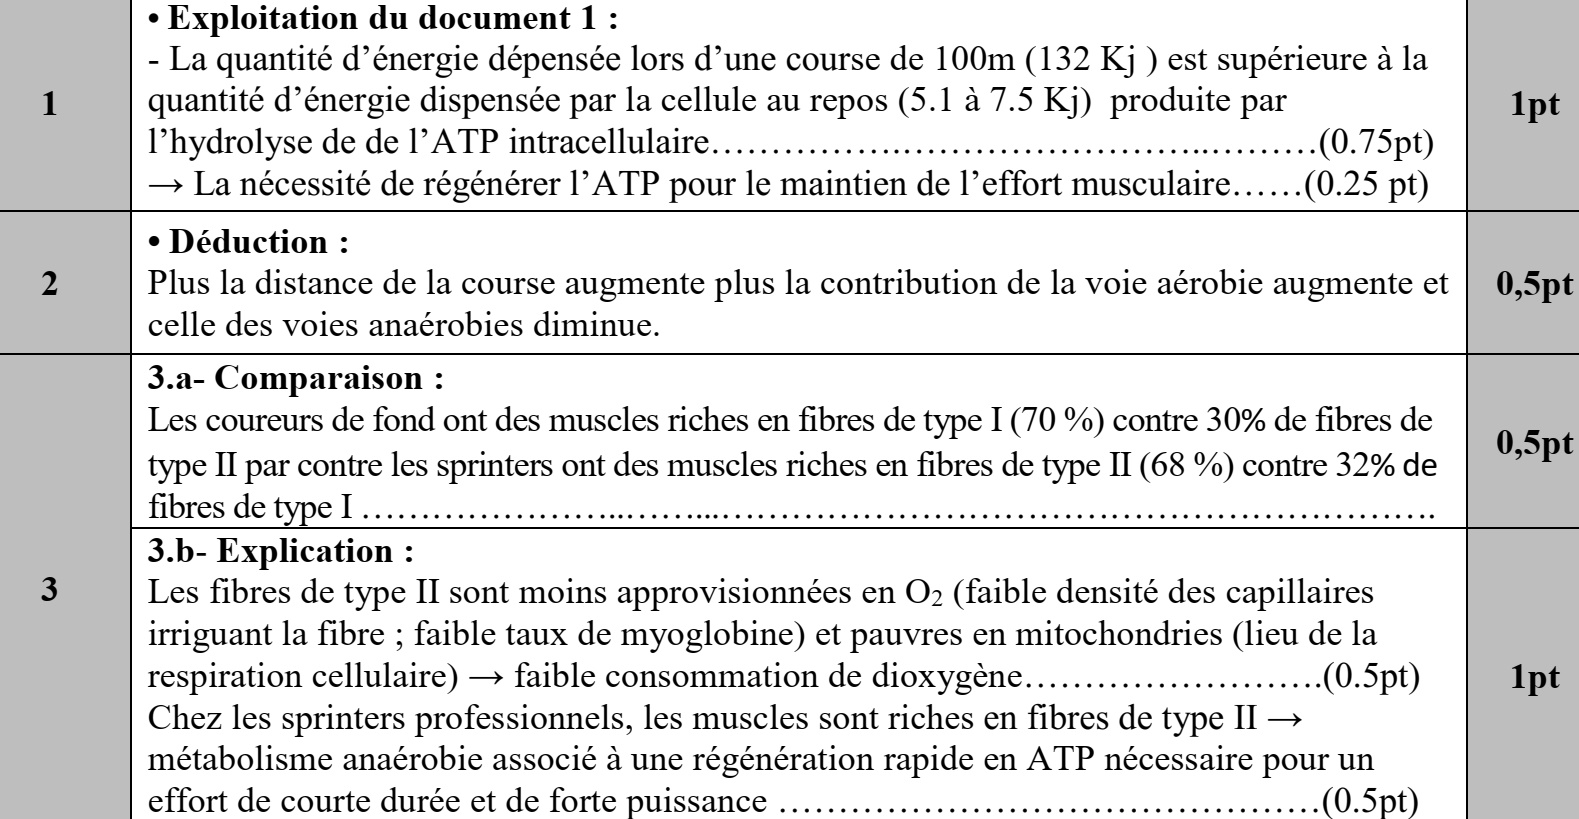 • Exploitation du document 1 :
- La quantité d’énergie dépensée lors d’une course de 100m (132 Kj ) est supérieure à la
1
quantité d’énergie dispensée par la cellule au repos (5.1 à 7.5 Kj)  produite par
1pt
l’hydrolyse de de l’ATP intracellulaire…………….…………………..………(0.75pt)
→ La nécessité de régénérer l’ATP pour le maintien de l’effort musculaire……(0.25 pt)
• Déduction :
2
Plus la distance de la course augmente plus la contribution de la voie aérobie augmente et
0,5pt
celle des voies anaérobies diminue.
3.a- Comparaison :
Les coureurs de fond ont des muscles riches en fibres de type I (70 %) contre 30% de fibres de
type II par contre les sprinters ont des muscles riches en fibres de type II (68 %) contre 32% de
0,5pt
fibres de type I …………………...……....……………………………………………………………….
3
3.b- Explication :
Les fibres de type II sont moins approvisionnées en O₂ (faible densité des capillaires
irriguant la fibre ; faible taux de myoglobine) et pauvres en mitochondries (lieu de la
respiration cellulaire) → faible consommation de dioxygène…………………….(0.5pt)
1pt
Chez les sprinters professionnels, les muscles sont riches en fibres de type II →
métabolisme anaérobie associé à une régénération rapide en ATP nécessaire pour un
effort de courte durée et de forte puissance ………………………………………(0.5pt)